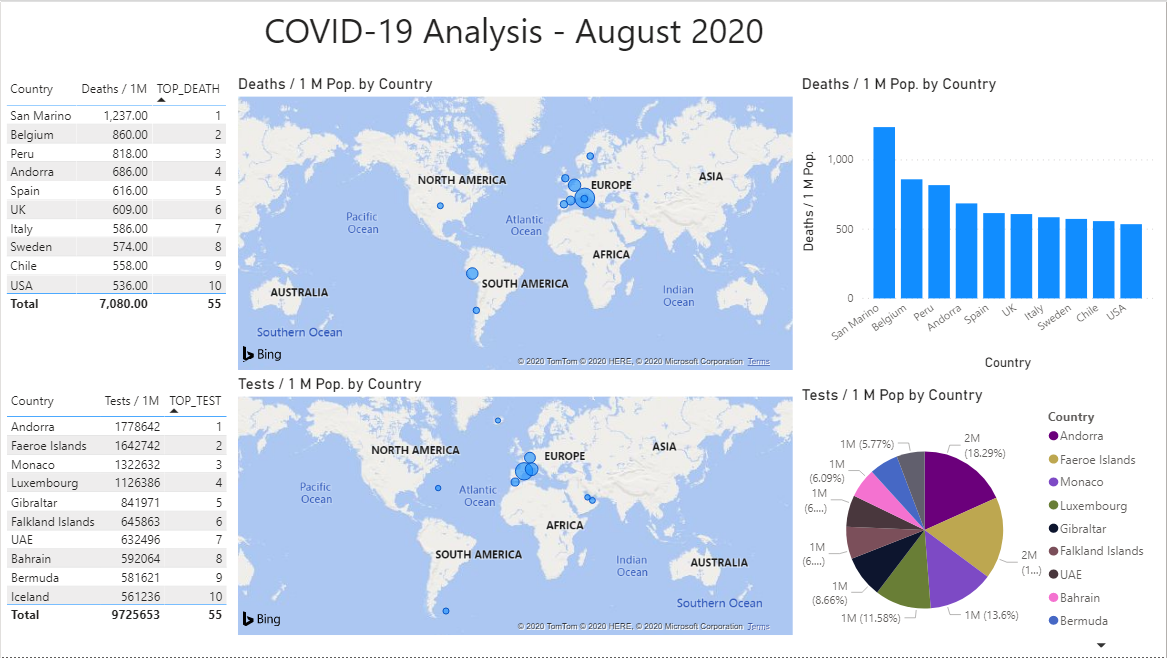 COVID-19 Analysis - August 2020
Country Deaths / 1M TOP_DEATH
San Marino 1,237.00 1
Belgium 860.00 2
Peru 818.00 3
Andorra 686.00 4
Spain 616.00 5
UK 609.00 6
Italy 586.00 7
Sweden 574.00 8
Chile 558.00 9
USA 536.00 10
Total 7,080.00 55
Deaths / 1 M Pop. by Country
NORTH AMERICA
EUROPE
ASIA
Pacific
Ocean
Atlantic
Ocean
AFRICA
SOUTH AMERICA
AUSTRALIA
Indian
Ocean
Southern Ocean
Bing
© 2020 TomTom © 2020 HERE, © 2020 Microsoft Corporation Terms
Deaths / 1 M Pop. by Country
Deaths / 1 M Pop.
1,000
500
0
San Marino
Belgium
Peru
Andorra
Spain
UK
Italy
Sweden
Chile
USA
Country
Country Tests / 1M TOP_TEST
Andorra 1778642 1
Faeroe Islands 1642742 2
Monaco 1322632 3
Luxembourg 1126386 4
Gibraltar 841971 5
Falkland Islands 645863 6
UAE 632496 7
Bahrain 592064 8
Bermuda 581621 9
Iceland 561236 10
Total 9725653 55
Tests / 1 M Pop. by Country
NORTH AMERICA
EUROPE
ASIA
Pacific
Ocean
Atlantic
Ocean
AFRICA
SOUTH AMERICA
Indian
Ocean
AUSTRALIA
Southern Ocean
Bing
© 2020 TomTom © 2020 HERE, © 2020 Microsoft Corporation Terms
Tests / 1 M Pop by Country
2M
(18.29%)
2M
(1...)
1M (13.6%)
1M (11.58%)
1M
(8.66%)
1M
(6....)
1M
(6....)
1M
(6.09%)
1M (5.77%)
Country
Andorra
Faeroe Islands
Monaco
Luxembourg
Gibraltar
Falkland Islands
UAE
Bahrain
Bermuda